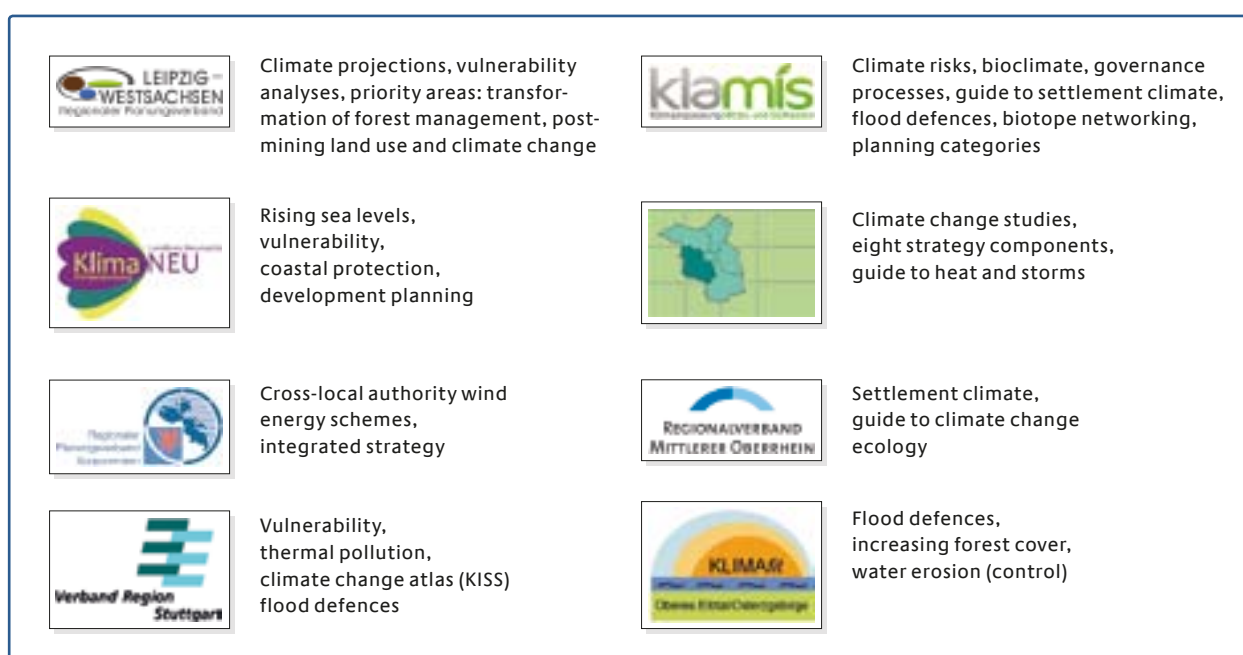 LEIPZIG–
WESTSACHSEN
Regionaler Planungsverband
Climate projections, vulnerability
analyses, priority areas: transfor-
mation of forest management, post-
mining land use and climate change
klamis
Climate risks, bioclimate, governance
processes, guide to settlement climate,
flood defences, biotope networking,
planning categories
Klima NEU
Rising sea levels,
vulnerability,
coastal protection,
development planning
Climate change studies,
eight strategy components,
guide to heat and storms
Regionaler
Planungsverband
Cross-local authority wind
energy schemes,
integrated strategy
REGIONALVERBAND
MITTLERER OBERRHEIN
Settlement climate,
guide to climate change
ecology
Verband Region
Stuttgart
Vulnerability,
thermal pollution,
climate change atlas (KISS)
flood defences
KLIMAfit
Oberes Elbtal/Osterzgebirge
Flood defences,
increasing forest cover,
water erosion (control)